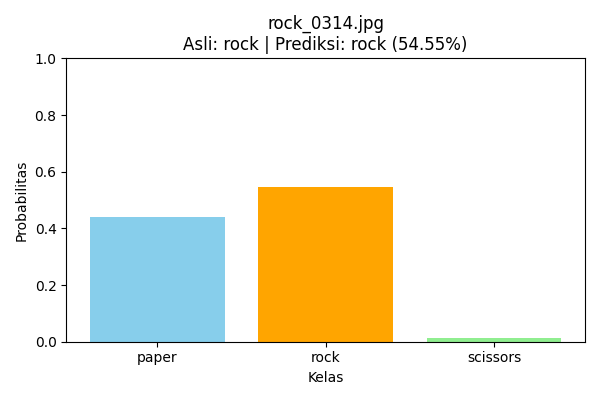 rock_0314.jpg
Asli: rock | Prediksi: rock (54.55%)
1.0
0.8
0.6
0.4
0.2
0.0
Probabilitas
paper
rock
scissors
Kelas